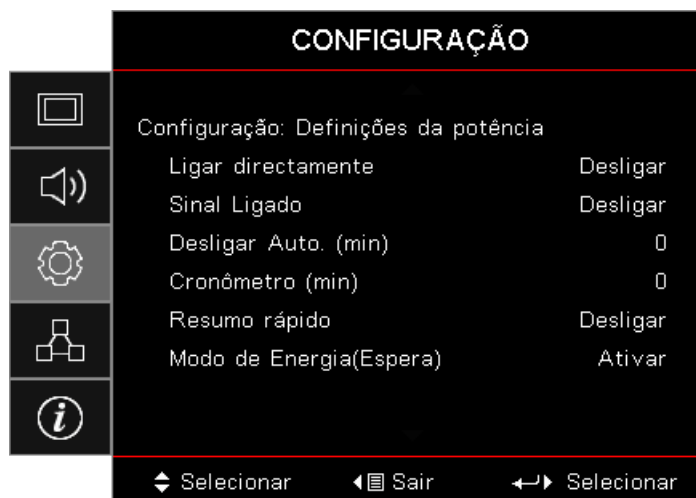 CONFIGURAÇÃO
Configuração: Definições da potência
Ligar directamente Desligar
Sinal Ligado Desligar
Desligar Auto. (min) 0
Cronômetro (min) 0
Resumo rápido Desligar
Modo de Energia(Espera) Ativar
Selecionar Sair Selecionar